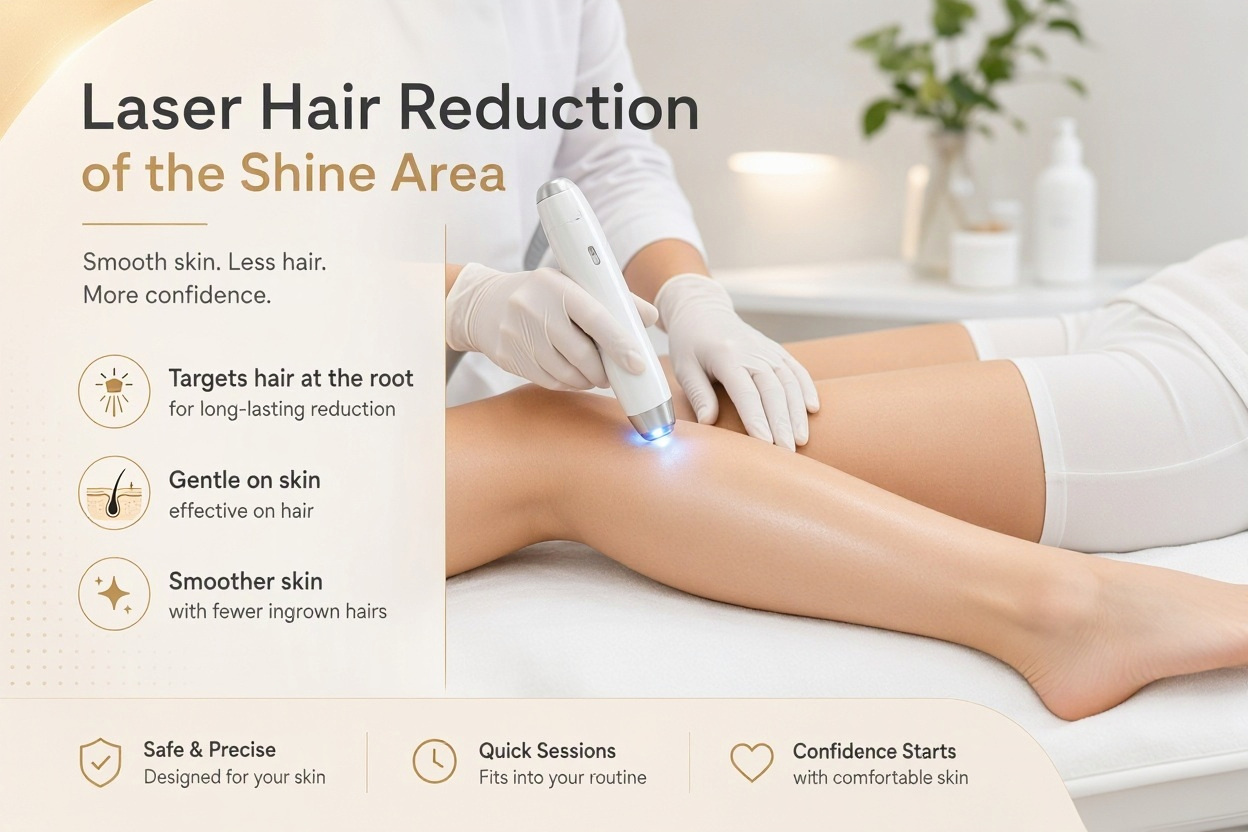 Laser Hair Reduction
of the Shine Area
Smooth skin. Less hair.
More confidence.
Targets hair at the root
for long-lasting reduction
Gentle on skin
effective on hair
Smoother skin
with fewer ingrown hairs
Safe & Precise
Designed for your skin
Quick Sessions
Fits into your routine
Confidence Starts
with comfortable skin